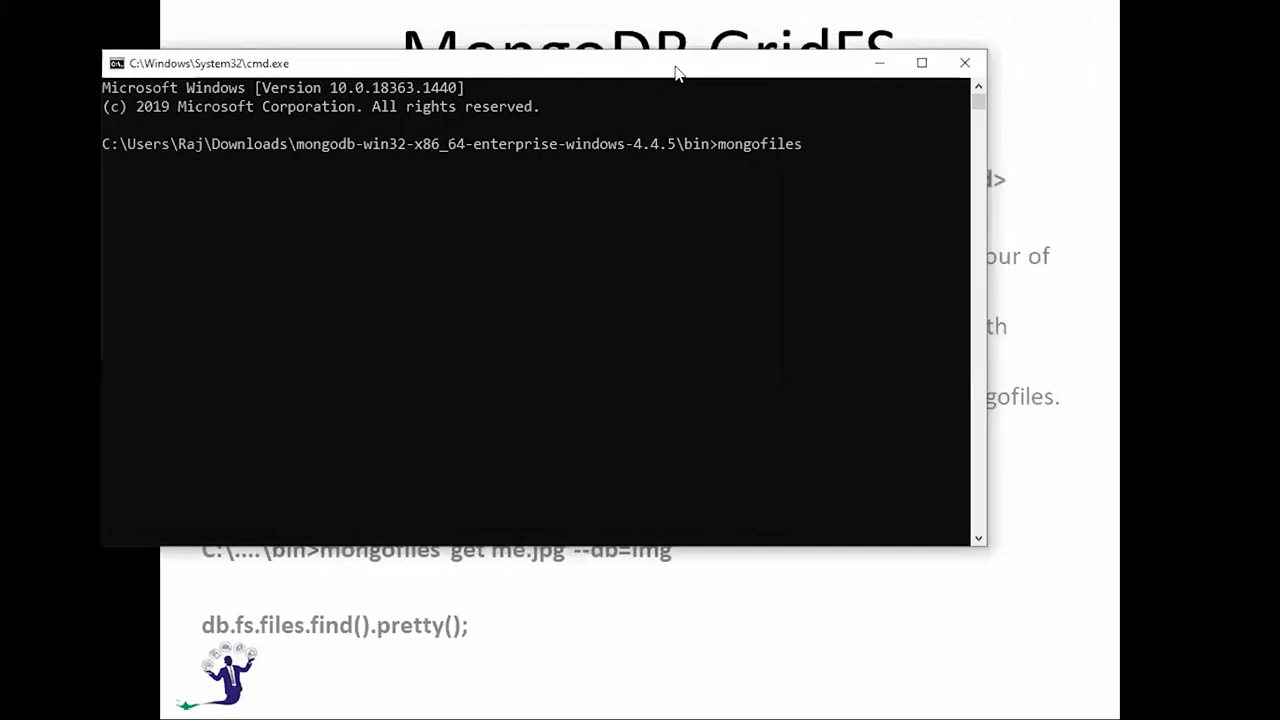 MongoDB GridFS
C:\Windows\System32\cmd.exe
Microsoft Windows [Version 10.0.18363.1440]
(c) 2019 Microsoft Corporation. All rights reserved.
C:\Users\Raj\Downloads\mongodb-win32-x86_64-enterprise-windows-4.4.5\bin>mongofiles
d>
our of
th
gofiles.
C:\....\bin>mongofiles get me.jpg --db=img
db.fs.files.find().pretty();